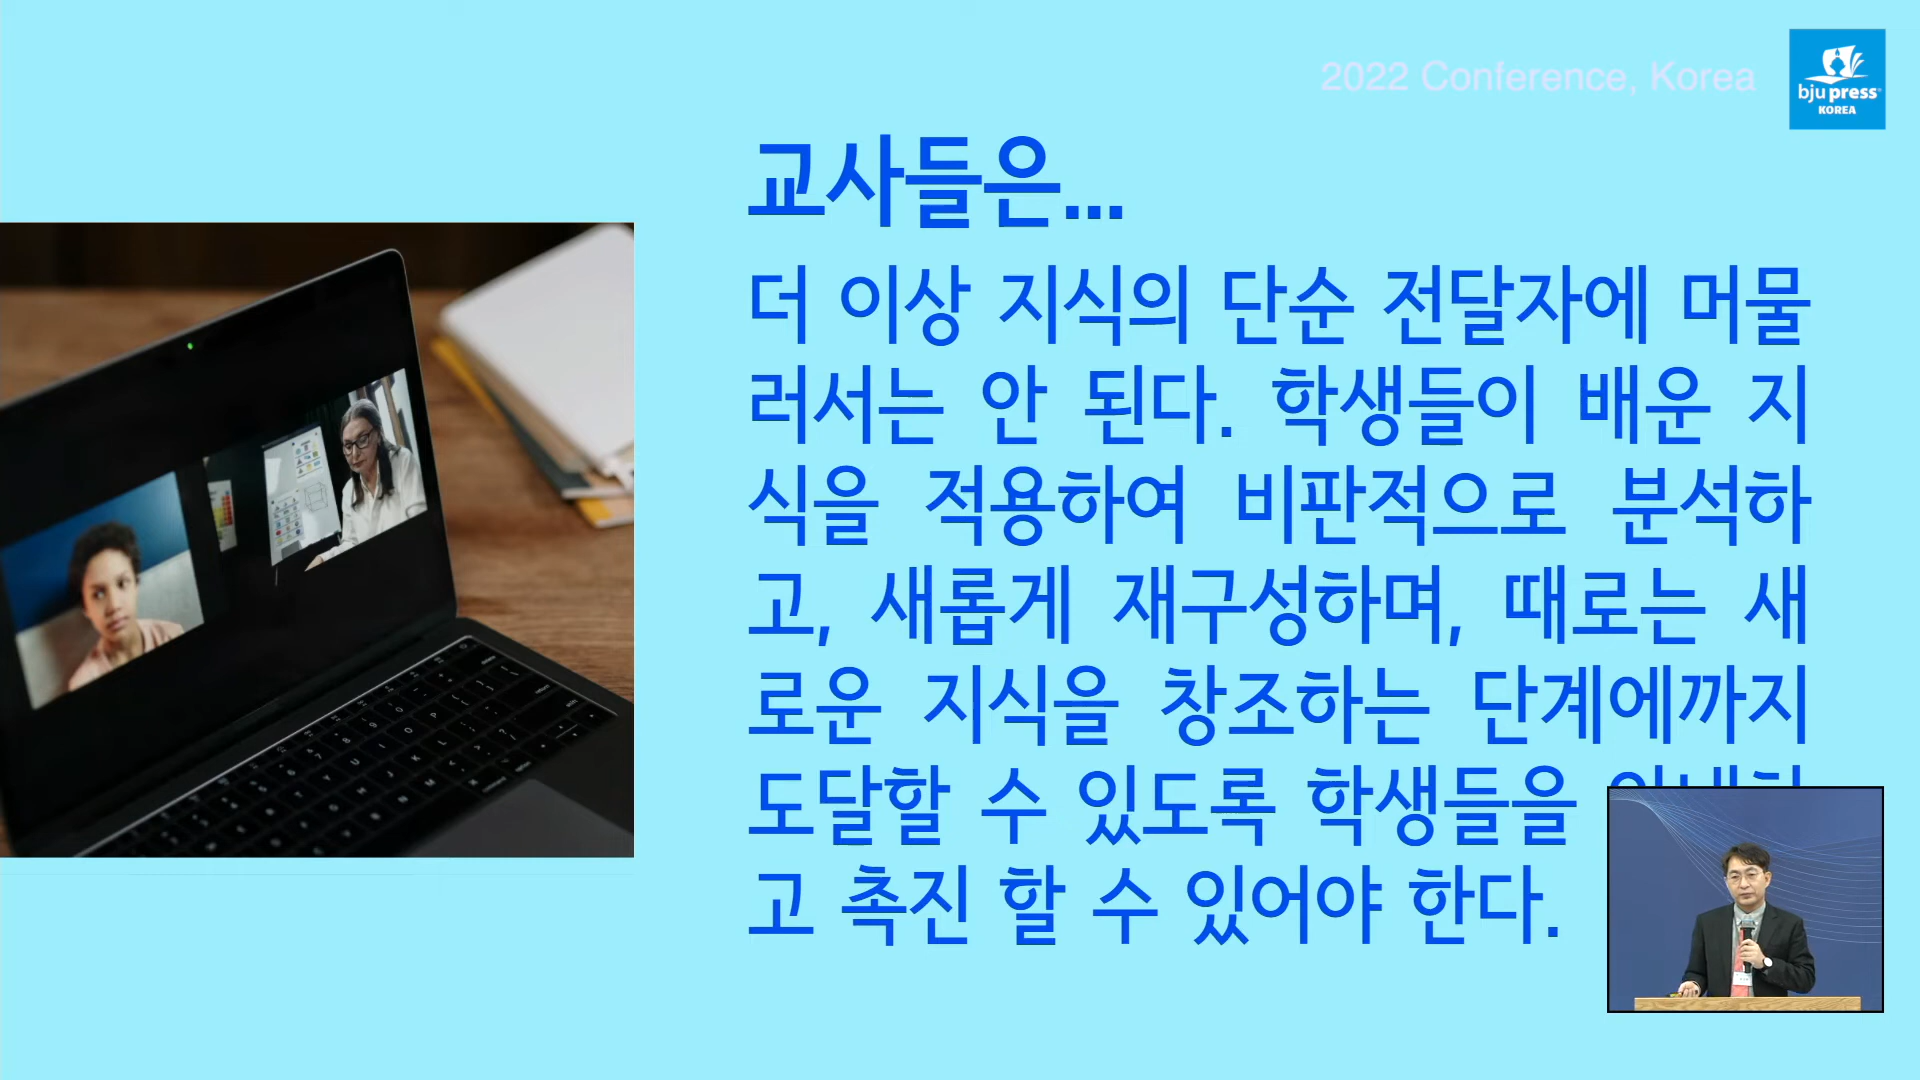 2022 Conference, Korea
bju press
KOREA
교사들은...
더 이상 지식의 단순 전달자에 머물
러서는 안 된다. 학생들이 배운 지
식을 적용하여 비판적으로 분석하
고, 새롭게 재구성하며, 때로는 새
로운 지식을 창조하는 단계에까지
도달할 수 있도록 학생들을
고 촉진 할 수 있어야 한다.